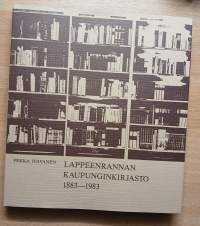 PEKKA TOIVANEN
LAPPEENRANNAN
KAUPUNGINKIRJASTO
1883—1983